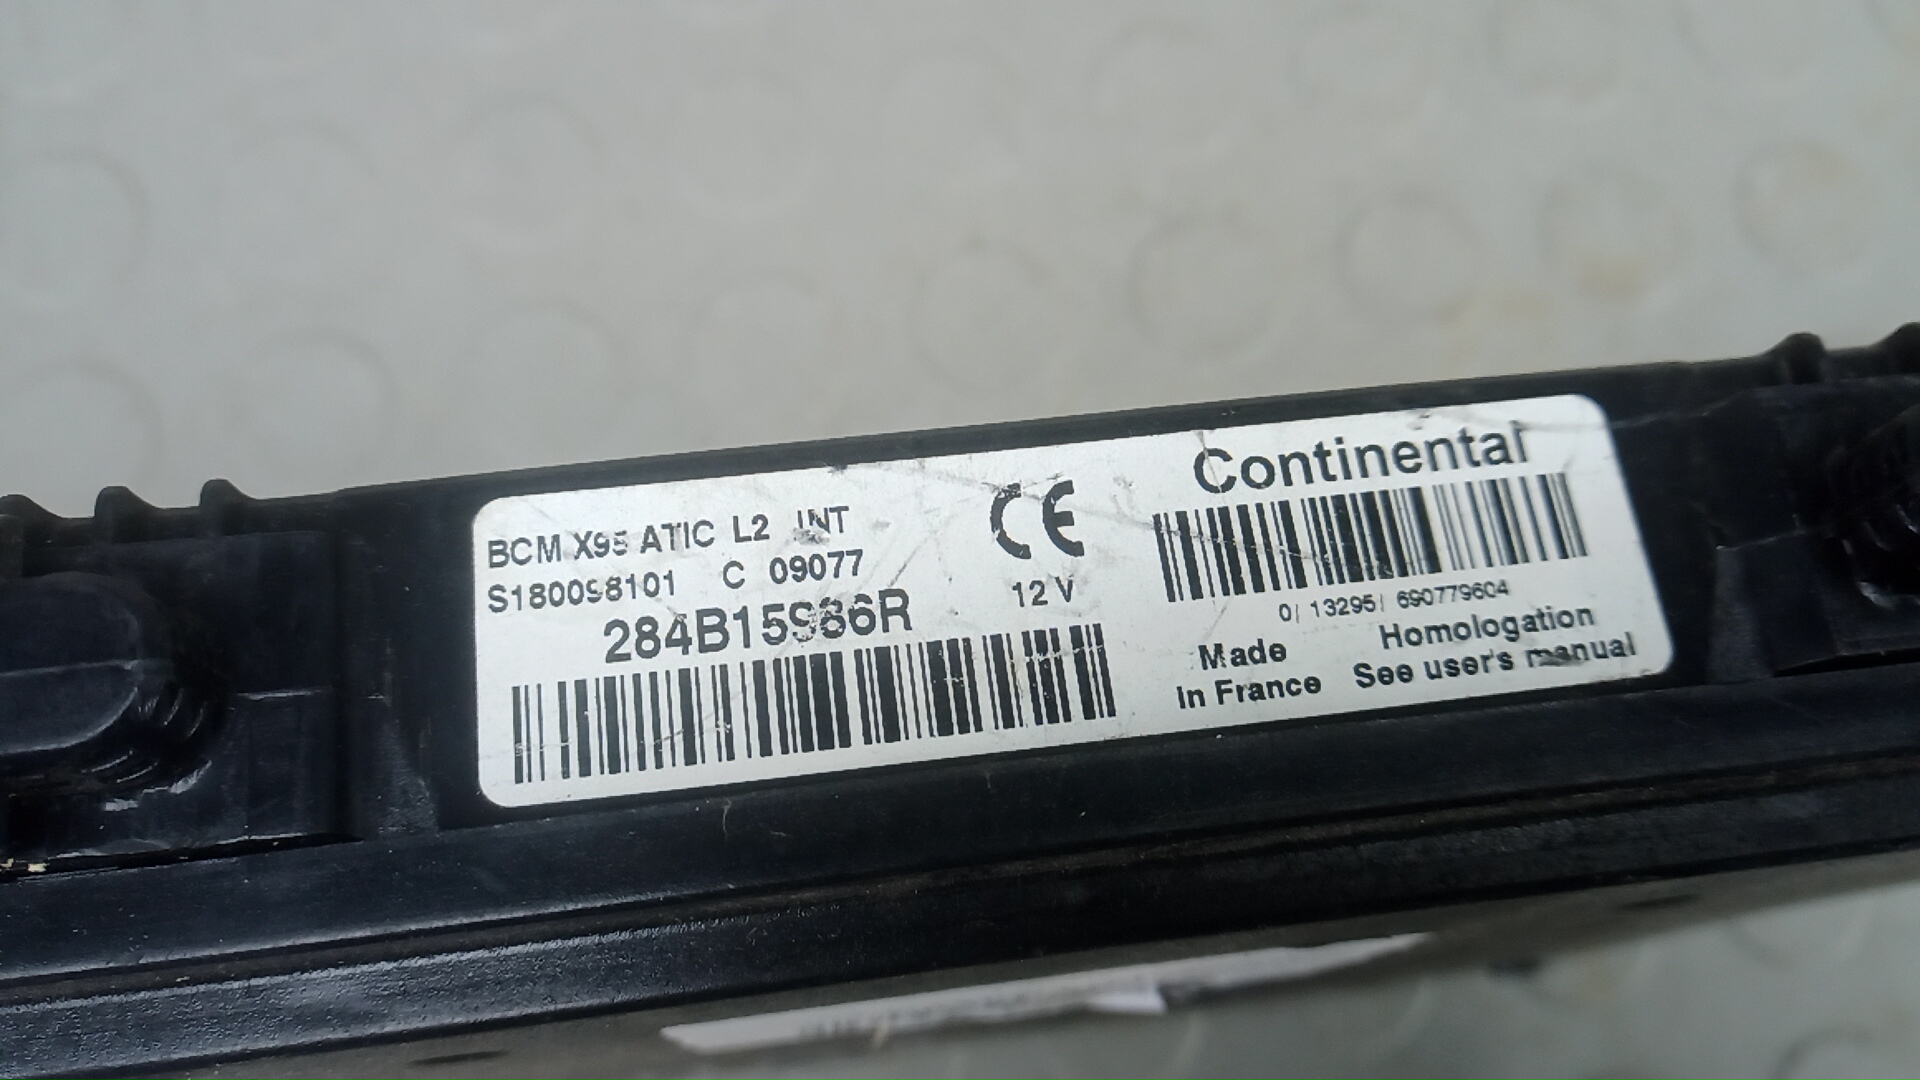 BCM X95 ATIC L2 INT
S180098101 C 09077
284B15986R
CE
12 V
Continental
0/ 13295/ 690779604
Made
in France
Homologation
See user's manual